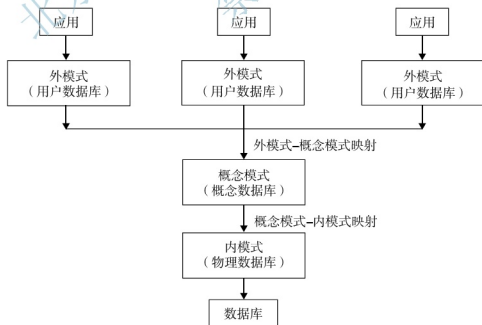 应用
应用
应用
外模式
（用户数据库）
外模式
（用户数据库）
外模式
（用户数据库）
外模式–概念模式映射
概念模式
（概念数据库）
概念模式–内模式映射
内模式
（物理数据库）
数据库